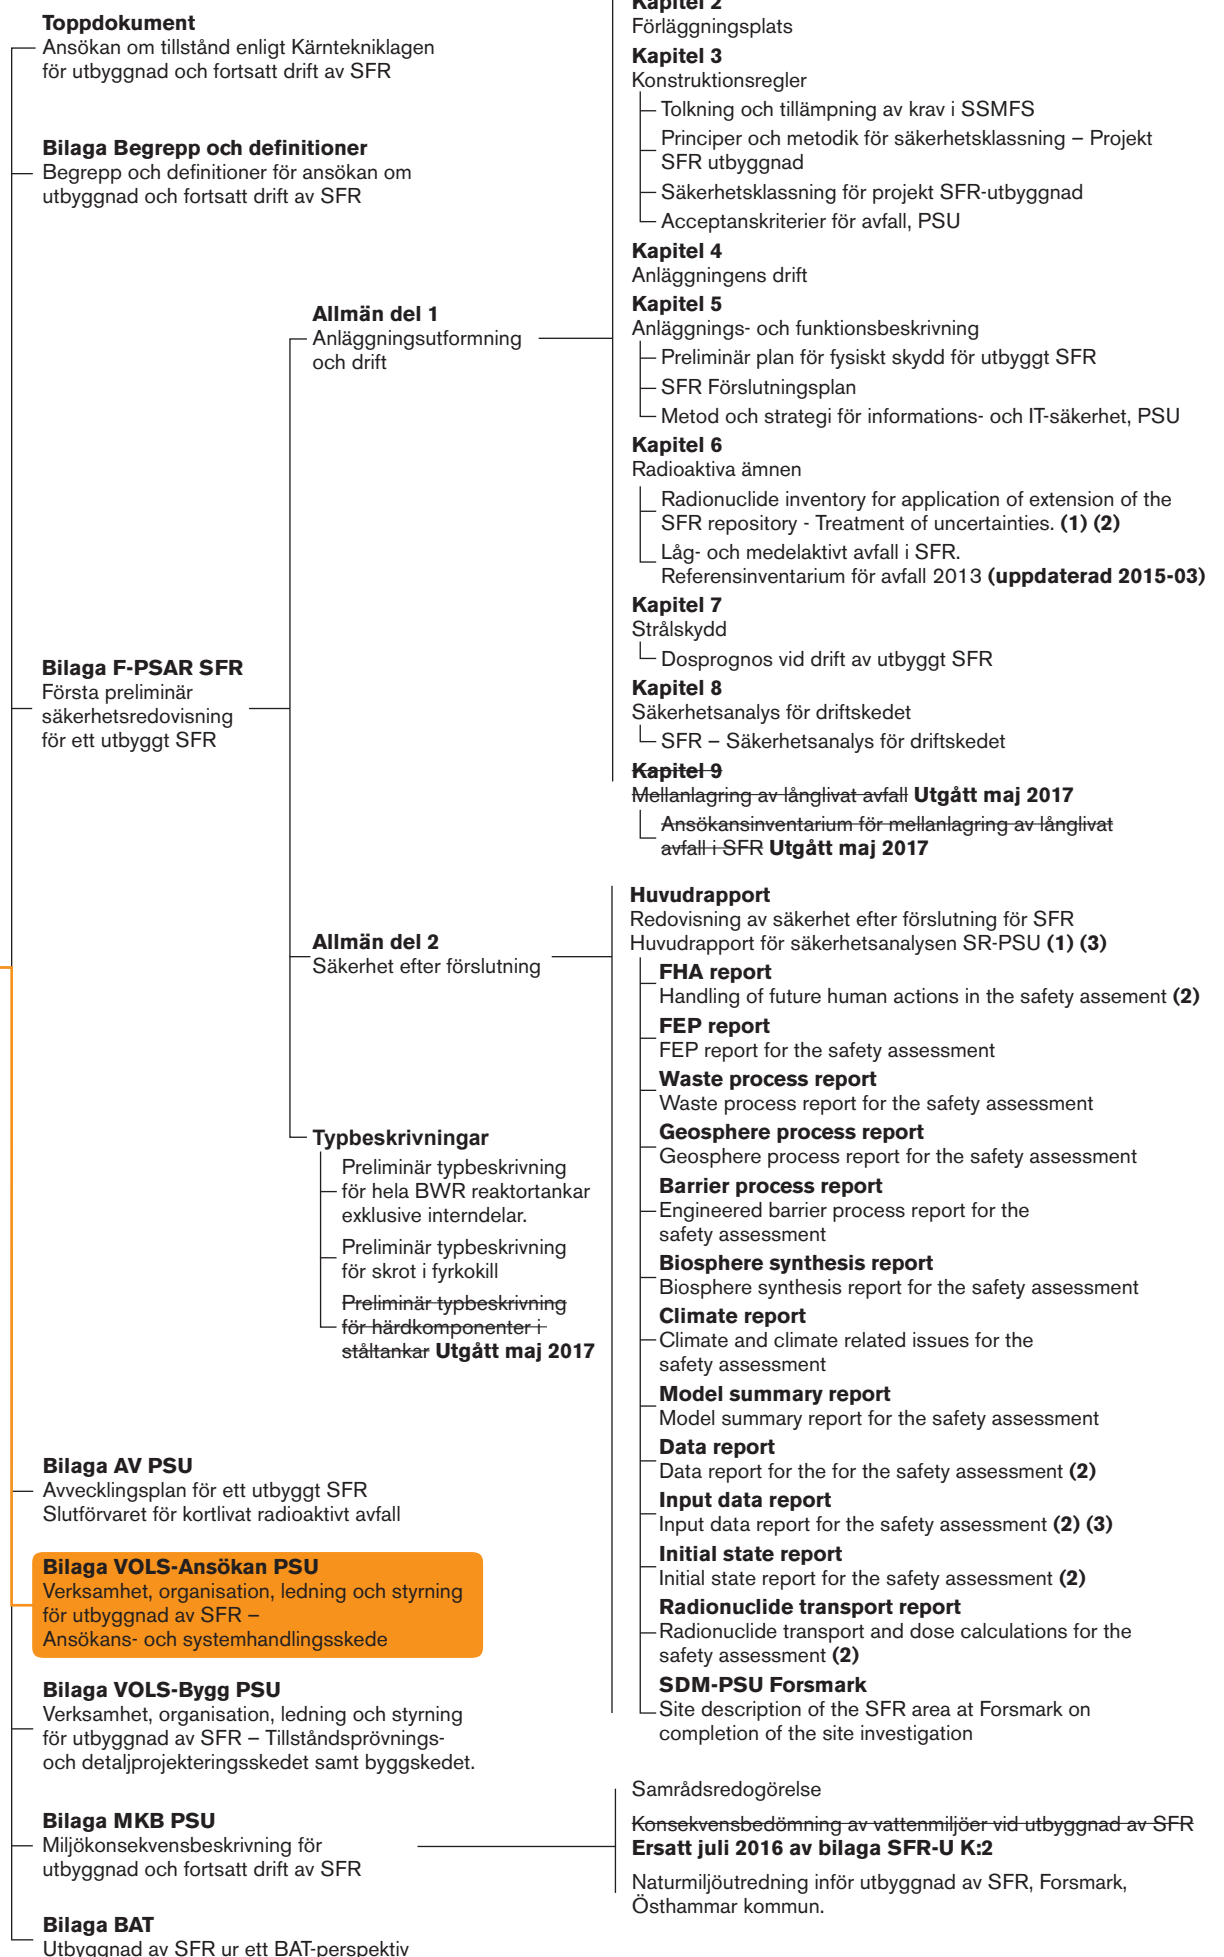 Toppdokument
Ansökan om tillstånd enligt Kärntekniklagen
för utbyggnad och fortsatt drift av SFR
Bilaga Begrepp och definitioner
Begrepp och definitioner för ansökan om
utbyggnad och fortsatt drift av SFR
Bilaga F-PSAR SFR
Första preliminär
säkerhetsredovisning
för ett utbyggt SFR
Allmän del 1
Anläggningsutformning
och drift
Kapitel 2
Förläggningsplats
Kapitel 3
Konstruktionsregler
Tolkning och tillämpning av krav i SSMFS
Principer och metodik för säkerhetsklassning – Projekt
SFR utbyggnad
Säkerhetsklassning för projekt SFR-utbyggnad
Acceptanskriterier för avfall, PSU
Kapitel 4
Anläggningens drift
Kapitel 5
Anläggnings- och funktionsbeskrivning
Preliminär plan för fysiskt skydd för utbyggt SFR
SFR Förslutningsplan
Metod och strategi för informations- och IT-säkerhet, PSU
Kapitel 6
Radioaktiva ämnen
Radionuclide inventory for application of extension of the
SFR repository - Treatment of uncertainties. (1) (2)
Låg- och medelaktivt avfall i SFR.
Referensinventarium för avfall 2013 (uppdaterad 2015-03)
Kapitel 7
Strålskydd
Dosprognos vid drift av utbyggt SFR
Kapitel 8
Säkerhetsanalys för driftskedet
SFR – Säkerhetsanalys för driftskedet
Kapitel 9
Mellanlagring av långlivat avfall Utgått maj 2017
Ansökansinventarium för mellanlagring av långlivat
avfall i SFR Utgått maj 2017
Allmän del 2
Säkerhet efter förslutning
Huvudrapport
Redovisning av säkerhet efter förslutning för SFR
Huvudrapport för säkerhetsanalysen SR-PSU (1) (3)
FHA report
Handling of future human actions in the safety assement (2)
FEP report
FEP report for the safety assessment
Waste process report
Waste process report for the safety assessment
Geosphere process report
Geosphere process report for the safety assessment
Barrier process report
Engineered barrier process report for the
safety assessment
Biosphere synthesis report
Biosphere synthesis report for the safety assessment
Climate report
Climate and climate related issues for the
safety assessment
Model summary report
Model summary report for the safety assessment
Data report
Data report for the for the safety assessment (2)
Input data report
Input data report for the safety assessment (2) (3)
Initial state report
Initial state report for the safety assessment (2)
Radionuclide transport report
Radionuclide transport and dose calculations for the
safety assessment (2)
SDM-PSU Forsmark
Site description of the SFR area at Forsmark on
completion of the site investigation
Typbeskrivningar
Preliminär typbeskrivning
för hela BWR reaktortankar
exklusive interndelar.
Preliminär typbeskrivning
för skrot i fyrkokill
Preliminär typbeskrivning
för härdkomponenter i
ståltankar Utgått maj 2017
Bilaga AV PSU
Avvecklingsplan för ett utbyggt SFR
Slutförvaret för kortlivat radioaktivt avfall
Bilaga VOLS-Ansökan PSU
Verksamhet, organisation, ledning och styrning
för utbyggnad av SFR –
Ansökans- och systemhandlingsskede
Bilaga VOLS-Bygg PSU
Verksamhet, organisation, ledning och styrning
för utbyggnad av SFR – Tillståndsprövnings-
och detaljprojekteringsskedet samt byggskedet.
Bilaga MKB PSU
Miljökonsekvensbeskrivning för
utbyggnad och fortsatt drift av SFR
Samrådsredogörelse
Konsekvensbedömning av vattenmiljöer vid utbyggnad av SFR
Ersatt juli 2016 av bilaga SFR-U K:2
Naturmiljöutredning inför utbyggnad av SFR, Forsmark,
Östhammar kommun.
Bilaga BAT
Utbyggnad av SFR ur ett BAT-perspektiv